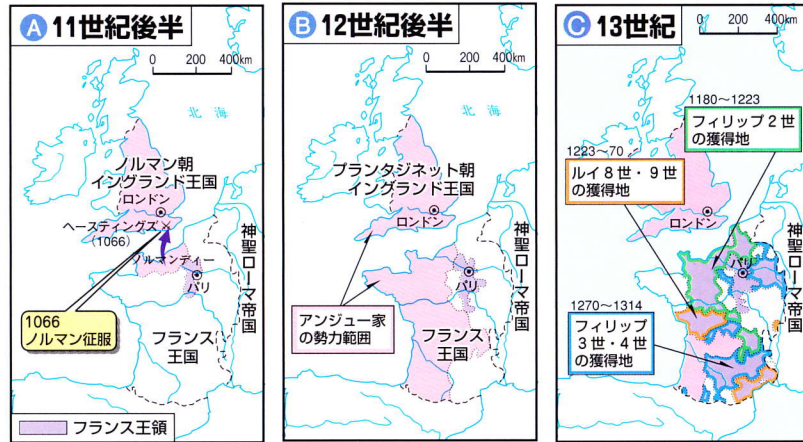 A 11世紀後半
0 200 400km
北海
ノルマン朝
イングランド王国
ロンドン
ヘースティングズ
(1066)
ノルマンディー
パリ
1066
ノルマン征服
フランス
王国
神聖ローマ帝国
フランス王領
B 12世紀後半
0 200 400km
北海
プランタジネット朝
イングランド王国
ロンドン
パリ
アンジュー家
の勢力範囲
フランス
王国
神聖ローマ帝国
C 13世紀
0 200 400km
1180〜1223
フィリップ2世
の獲得地
1223〜70
ルイ8世・9世
の獲得地
ロンドン
パリ
1270〜1314
フィリップ
3世・4世
の獲得地
神聖ローマ帝国